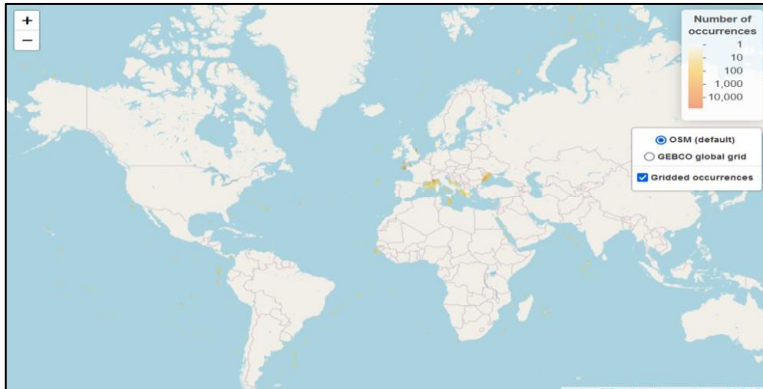 +
−
Number of
occurrences
1
10
100
1,000
10,000
OSM (default)
GEBCO global grid
Gridded occurrences